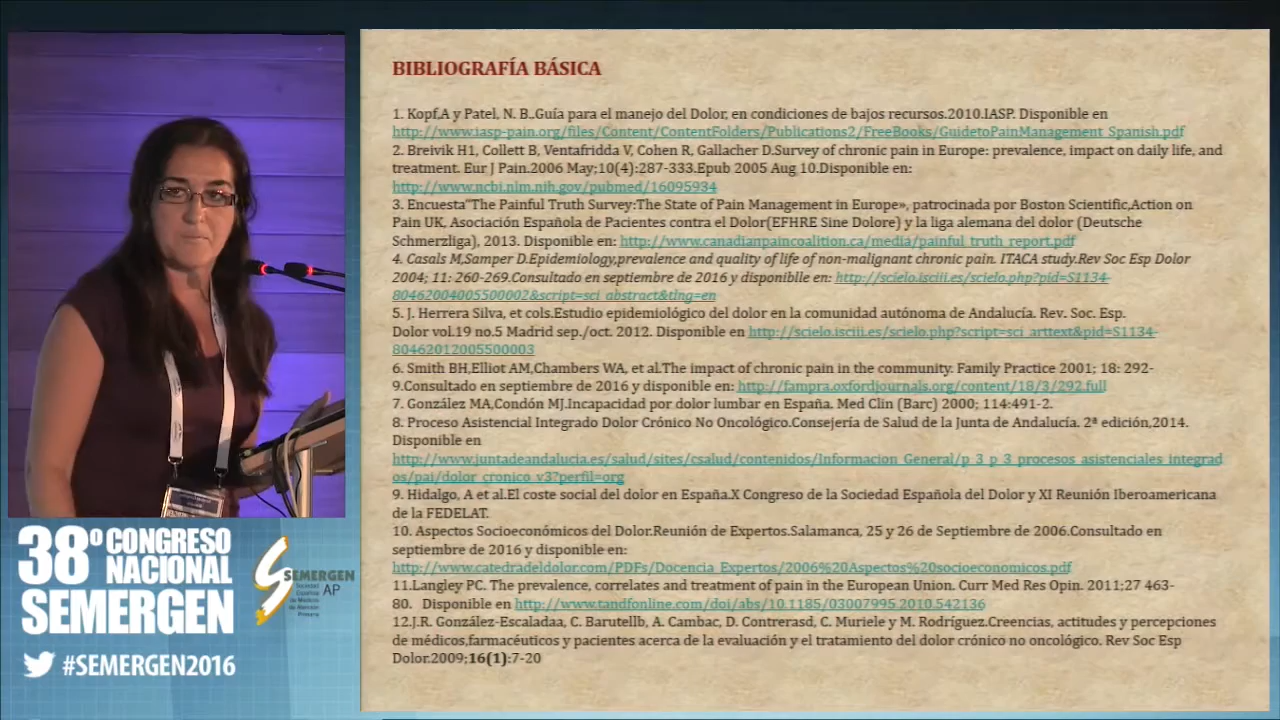 BIBLIOGRAFÍA BÁSICA
1. Kopf,A y Patel, N. B..Guía para el manejo del Dolor, en condiciones de bajos recursos.2010.IASP. Disponible en
http://www.iasp-pain.org/files/Content/ContentFolders/Publications2/FreeBooks/GuidetoPainManagement_Spanish.pdf
2. Breivik H1, Collett B, Ventafridda V, Cohen R, Gallacher D.Survey of chronic pain in Europe: prevalence, impact on daily life, and
treatment. Eur J Pain.2006 May;10(4):287-333.Epub 2005 Aug 10.Disponible en:
http://www.ncbi.nlm.nih.gov/pubmed/16095934
3. Encuesta"The Painful Truth Survey:The State of Pain Management in Europe», patrocinada por Boston Scientific,Action on
Pain UK, Asociación Española de Pacientes contra el Dolor(EFHRE Sine Dolore) y la liga alemana del dolor (Deutsche
Schmerzliga), 2013. Disponible en: http://www.canadianpaincoalition.ca/media/painful_truth_report.pdf
4. Casals M,Samper D.Epidemiology,prevalence and quality of life of non-malignant chronic pain. ITACA study.Rev Soc Esp Dolor
2004; 11: 260-269.Consultado en septiembre de 2016 y disponiblle en: http://scielo.isciii.es/scielo.php?pid=S1134-
80462004005500002&script=sci_abstract&tlng=en
5. J. Herrera Silva, et cols.Estudio epidemiológico del dolor en la comunidad autónoma de Andalucía. Rev. Soc. Esp.
Dolor vol.19 no.5 Madrid sep./oct. 2012. Disponible en http://scielo.isciii.es/scielo.php?script=sci_arttext&pid=S1134-
80462012005500003
6. Smith BH,Elliot AM,Chambers WA, et al.The impact of chronic pain in the community. Family Practice 2001; 18: 292-
9.Consultado en septiembre de 2016 y disponible en: http://fampra.oxfordjournals.org/content/18/3/292.full
7. González MA,Condón MJ.Incapacidad por dolor lumbar en España. Med Clin (Barc) 2000; 114:491-2.
8. Proceso Asistencial Integrado Dolor Crónico No Oncológico.Consejería de Salud de la Junta de Andalucía. 2ª edición,2014.
Disponible en
http://www.juntadeandalucia.es/salud/sites/csalud/contenidos/Informacion_General/p_3_p_3_procesos_asistenciales_integrad
os/pai/dolor_cronico_v3?perfil=org
9. Hidalgo, A et al.El coste social del dolor en España.X Congreso de la Sociedad Española del Dolor y XI Reunión Iberoamericana
de la FEDELAT.
10. Aspectos Socioeconómicos del Dolor.Reunión de Expertos.Salamanca, 25 y 26 de Septiembre de 2006.Consultado en
septiembre de 2016 y disponible en:
http://www.catedradeldolor.com/PDFs/Docencia_Expertos/2006%20Aspectos%20socioeconomicos.pdf
11.Langley PC. The prevalence, correlates and treatment of pain in the European Union. Curr Med Res Opin. 2011;27 463-
80. Disponible en http://www.tandfonline.com/doi/abs/10.1185/03007995.2010.542136
12.J.R. González-Escaladaa, C. Barutellb, A. Cambac, D. Contrerasd, C. Muriele y M. Rodríguez.Creencias, actitudes y percepciones
de médicos,farmacéuticos y pacientes acerca de la evaluación y el tratamiento del dolor crónico no oncológico. Rev Soc Esp
Dolor.2009;16(1):7-20
38º CONGRESO
NACIONAL
SEMERGEN
#SEMERGEN2016
SEMERGEN
AP
Sociedad
Española
de Médicos
de Atención
Primaria